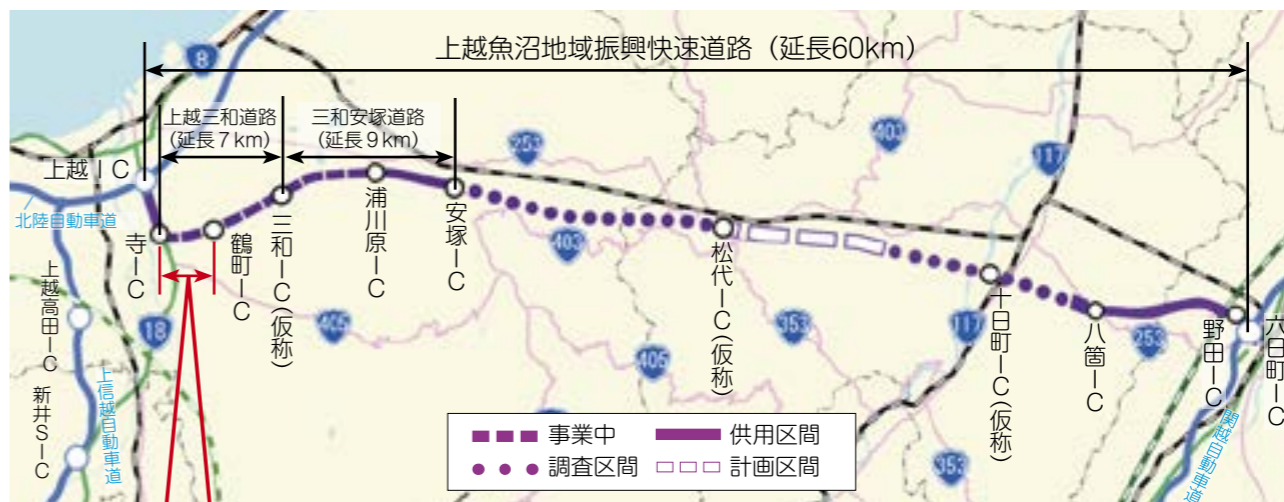 上越魚沼地域振興快速道路（延長60km）
上越三和道路
（延長7km）
三和安塚道路
（延長9km）
8
253
403
117
上越IC
北陸自動車道
寺IC
鶴町IC
三和IC（仮称）
浦川原IC
安塚IC
403
松代IC（仮称）
十日町IC（仮称）
八箇IC
野田IC
六日町IC
上越高田IC
新井SIC
上信越自動車道
18
405
405
353
117
253
353
関越自動車道
事業中
供用区間
調査区間
計画区間